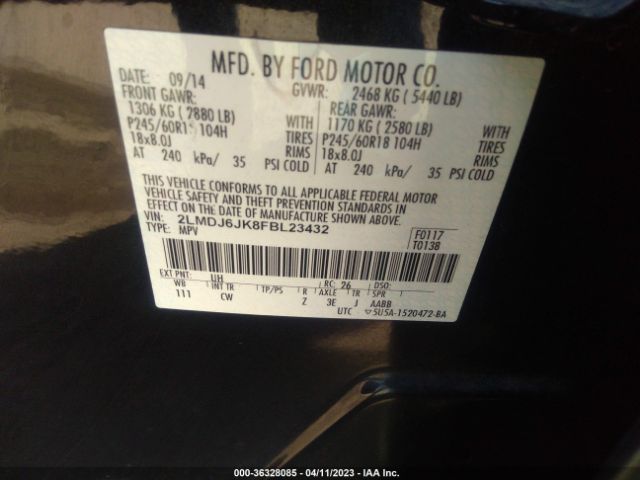 MFD. BY FORD MOTOR CO.
DATE: 09/14 GVWR: 2468 KG ( 5440 LB)
FRONT GAWR: REAR GAWR:
1306 KG ( 2880 LB) WITH 1170 KG ( 2580 LB) WITH
P245/60R1 104H TIRES P245/60R18 104H TIRES
18x8.0J RIMS 18x8.0J RIMS
AT 240 kPa/ 35 PSI COLD AT 240 kPa/ 35 PSI COLD
THIS VEHICLE CONFORMS TO ALL APPLICABLE FEDERAL MOTOR
VEHICLE SAFETY AND THEFT PREVENTION STANDARDS IN EFFECT
ON THE DATE OF MANUFACTURE SHOWN ABOVE.
VIN: 2LMDJ6JK8FBL23432 F0117
TYPE: MPV T0138
EXT PNT: UH RC: 26 DSO:
WB INT TR TP/PS R AXLE TR SPR
111 CW Z 3E J AABB
UTC ▽5U5A-1520472-BA
000-36328085 - 04/11/2023 - IAA Inc.